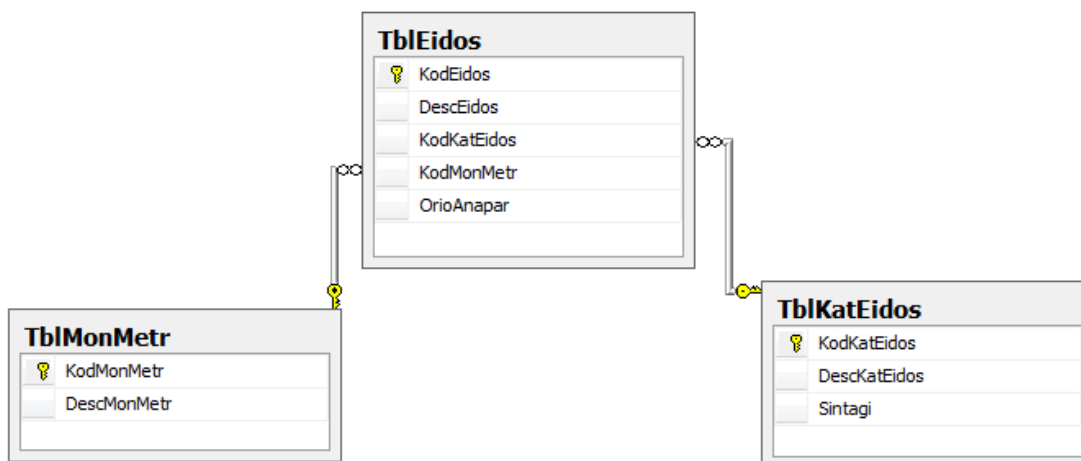 TblEidos
KodEidos
DescEidos
KodKatEidos
KodMonMetr
OrioAnapar
TblMonMetr
KodMonMetr
DescMonMetr
TblKatEidos
KodKatEidos
DescKatEidos
Sintagi